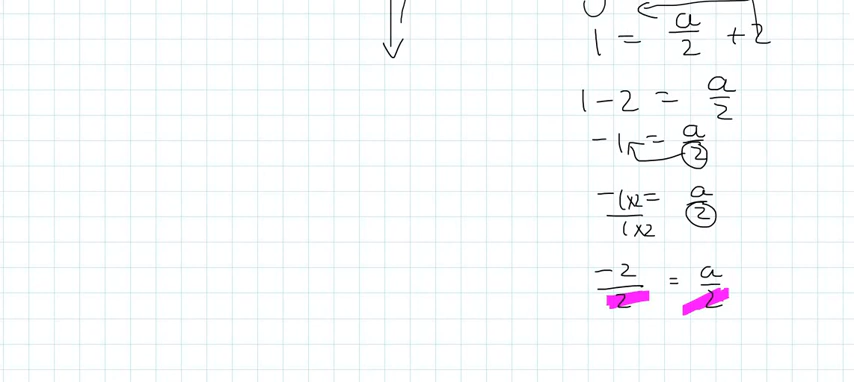 1 = a/2 + 2
1 - 2 = a/2
-1 = a/2
-1x2/1x2 = a/2
-2/2 = a/2